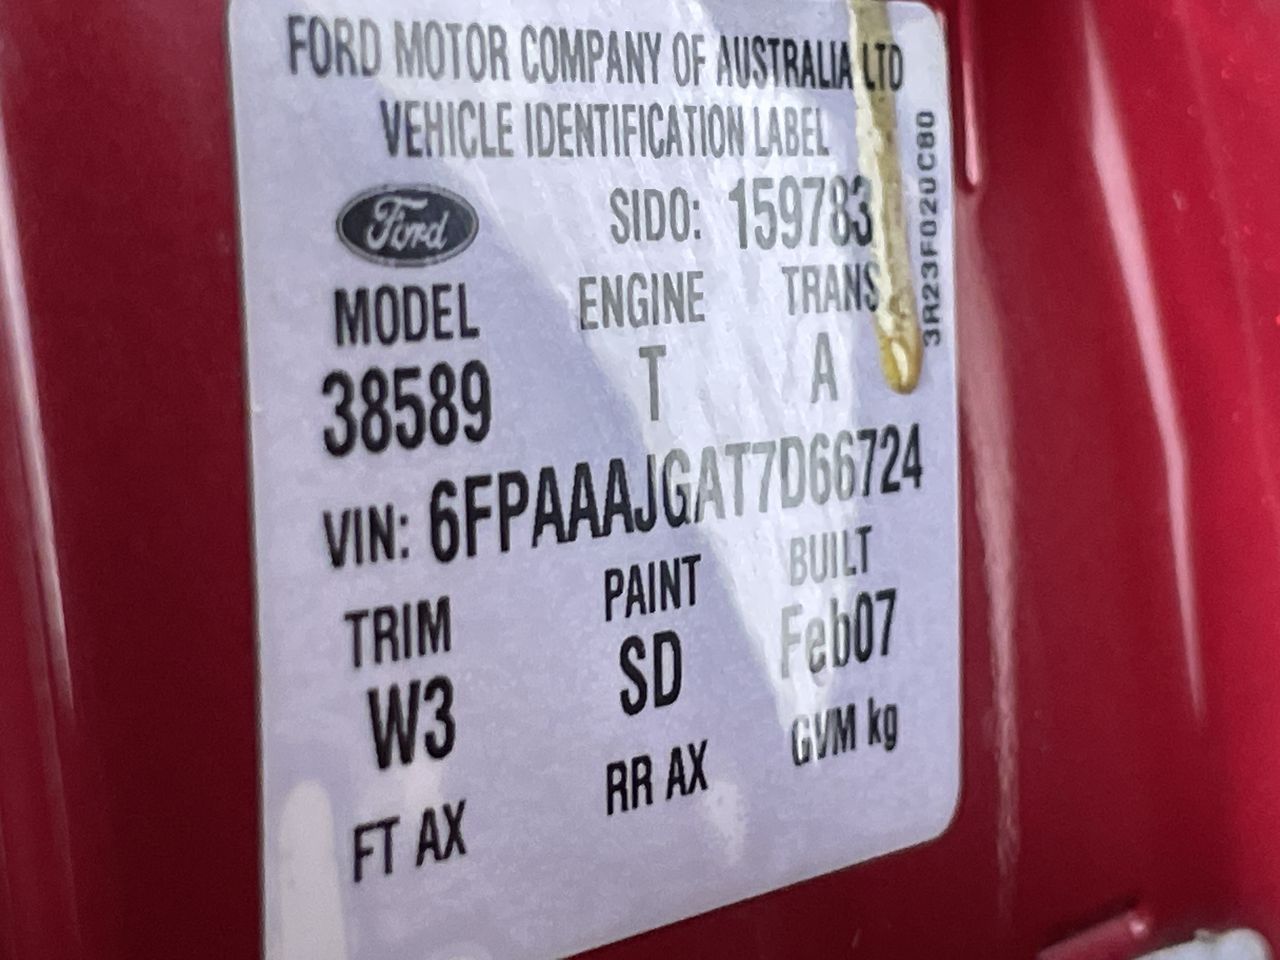 FORD MOTOR COMPANY OF AUSTRALIA LTD
VEHICLE IDENTIFICATION LABEL
Ford
SIDO: 159783
MODEL ENGINE TRANS
38589 T A
VIN: 6FPAAAJGAT7D66724
TRIM PAINT BUILT
W3 SD Feb07
FT AX RR AX GVM kg
3R23F020CB0